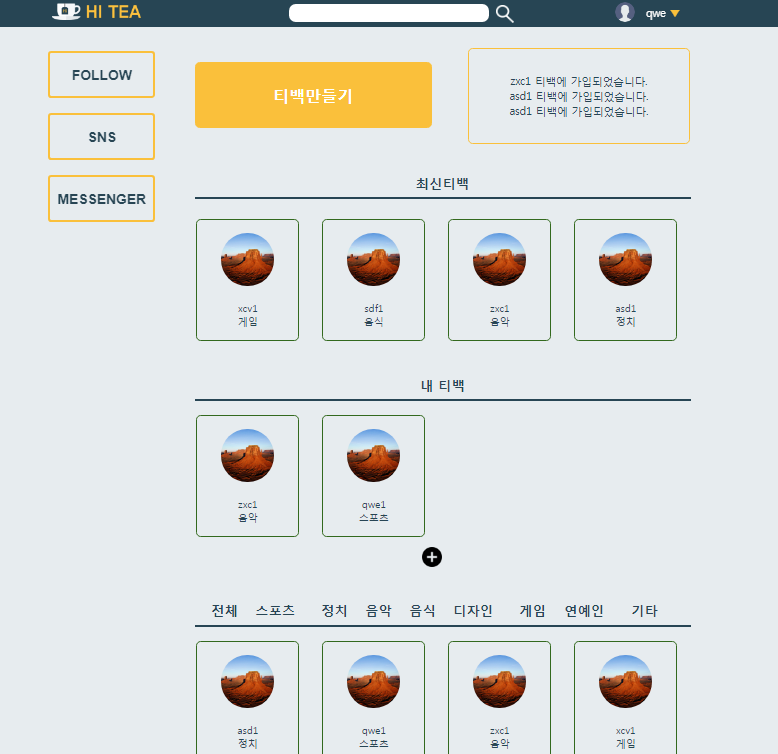 HI TEA
qwe
FOLLOW
SNS
MESSENGER
티백만들기
zxc1 티백에 가입되었습니다.
asd1 티백에 가입되었습니다.
asd1 티백에 가입되었습니다.
최신티백
xcv1
게임
sdf1
음식
zxc1
음악
asd1
정치
내 티백
zxc1
음악
qwe1
스포츠
전체 스포츠 정치 음악 음식 디자인 게임 연예인 기타
asd1
정치
qwe1
스포츠
zxc1
음악
xcv1
게임